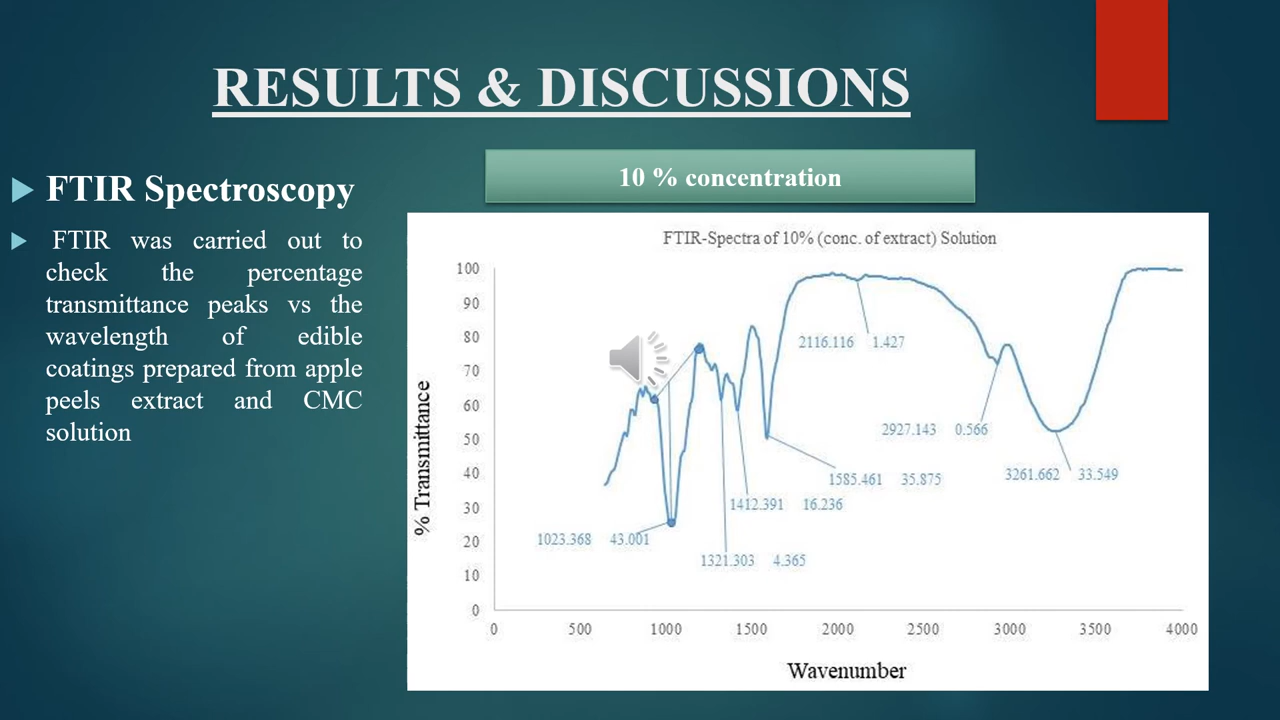 RESULTS & DISCUSSIONS
FTIR Spectroscopy
FTIR was carried out to
check the percentage
transmittance peaks vs the
wavelength of edible
coatings prepared from apple
peels extract and CMC
solution
10 % concentration
FTIR-Spectra of 10% (conc. of extract) Solution
% Transmittance
100
90
80
70
60
50
40
30
20
10
0
2116.116 1.427
2927.143 0.566
3261.662 33.549
1585.461 35.875
1412.391 16.236
1023.368 43.001
1321.303 4.365
0 500 1000 1500 2000 2500 3000 3500 4000
Wavenumber